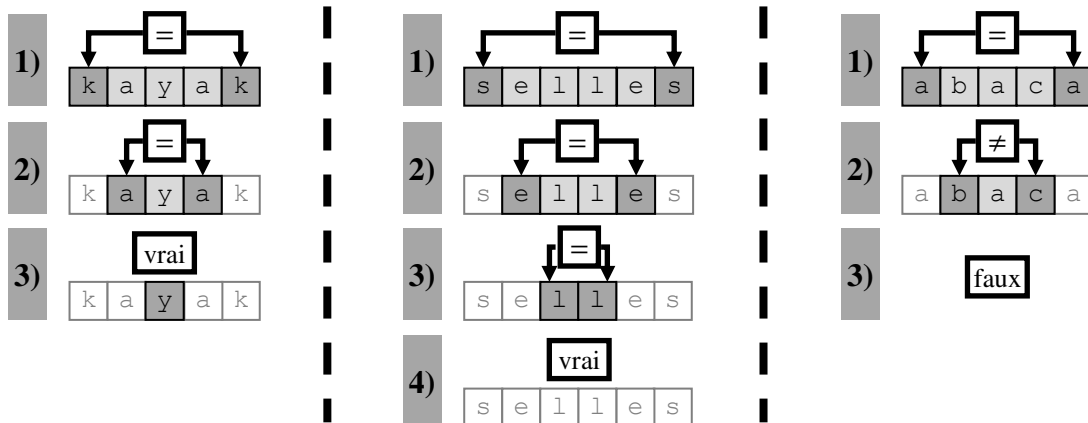 =
1)
k a y a k
=
2)
k a y a k
vrai
3)
k a y a k
=
1)
s e l l e s
=
2)
s e l l e s
=
3)
s e l l e s
vrai
4)
s e l l e s
=
1)
a b a c a
≠
2)
a b a c a
3)
faux